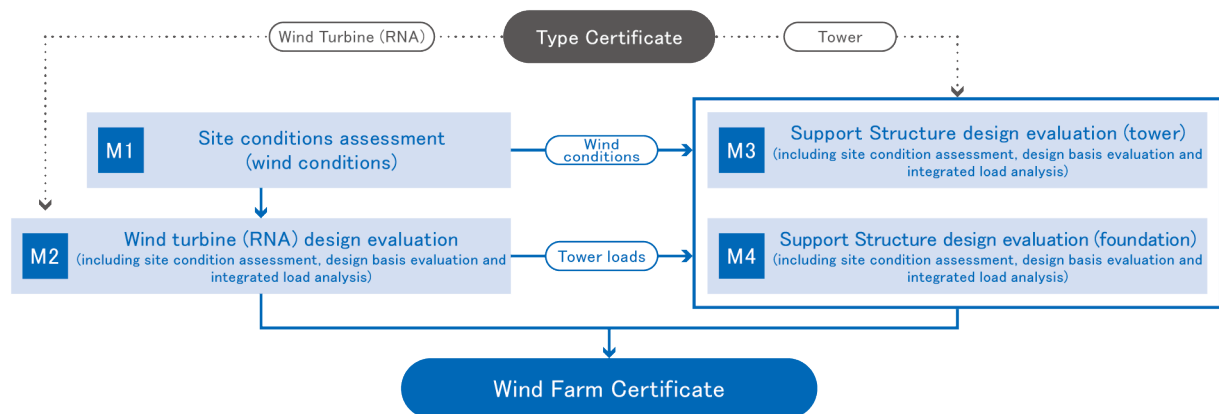 Wind Turbine (RNA)
Type Certificate
Tower
M1
Site conditions assessment
(wind conditions)
Wind
conditions
M3
Support Structure design evaluation (tower)
(including site condition assessment, design basis evaluation and
integrated load analysis)
M2
Wind turbine (RNA) design evaluation
(including site condition assessment, design basis evaluation and
integrated load analysis)
Tower loads
M4
Support Structure design evaluation (foundation)
(including site condition assessment, design basis evaluation and
integrated load analysis)
Wind Farm Certificate